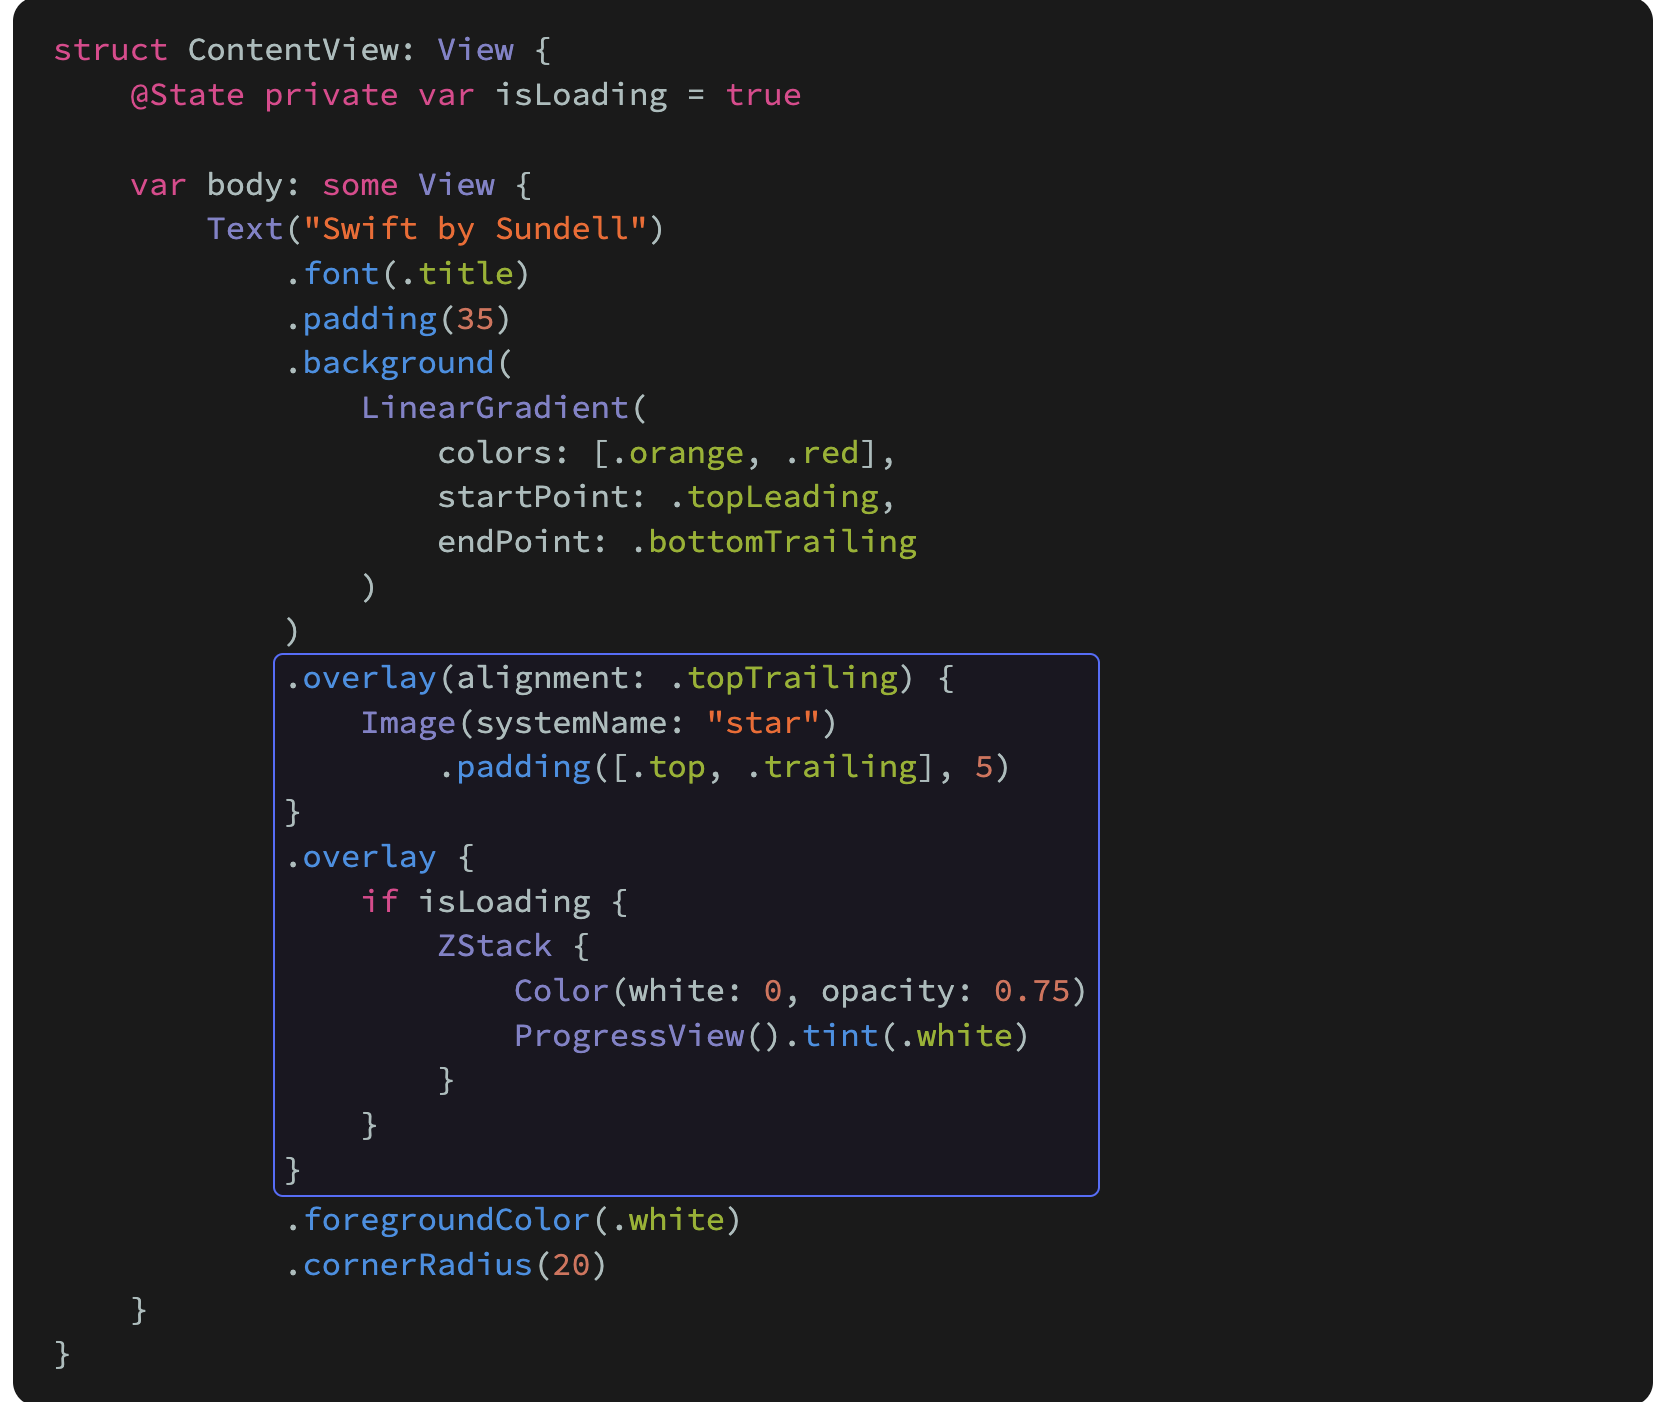 struct ContentView: View {
    @State private var isLoading = true

    var body: some View {
        Text("Swift by Sundell")
            .font(.title)
            .padding(35)
            .background(
                LinearGradient(
                    colors: [.orange, .red],
                    startPoint: .topLeading,
                    endPoint: .bottomTrailing
                )
            )
            .overlay(alignment: .topTrailing) {
                Image(systemName: "star")
                    .padding([.top, .trailing], 5)
            }
            .overlay {
                if isLoading {
                    ZStack {
                        Color(white: 0, opacity: 0.75)
                        ProgressView().tint(.white)
                    }
                }
            }
            .foregroundColor(.white)
            .cornerRadius(20)
    }
}